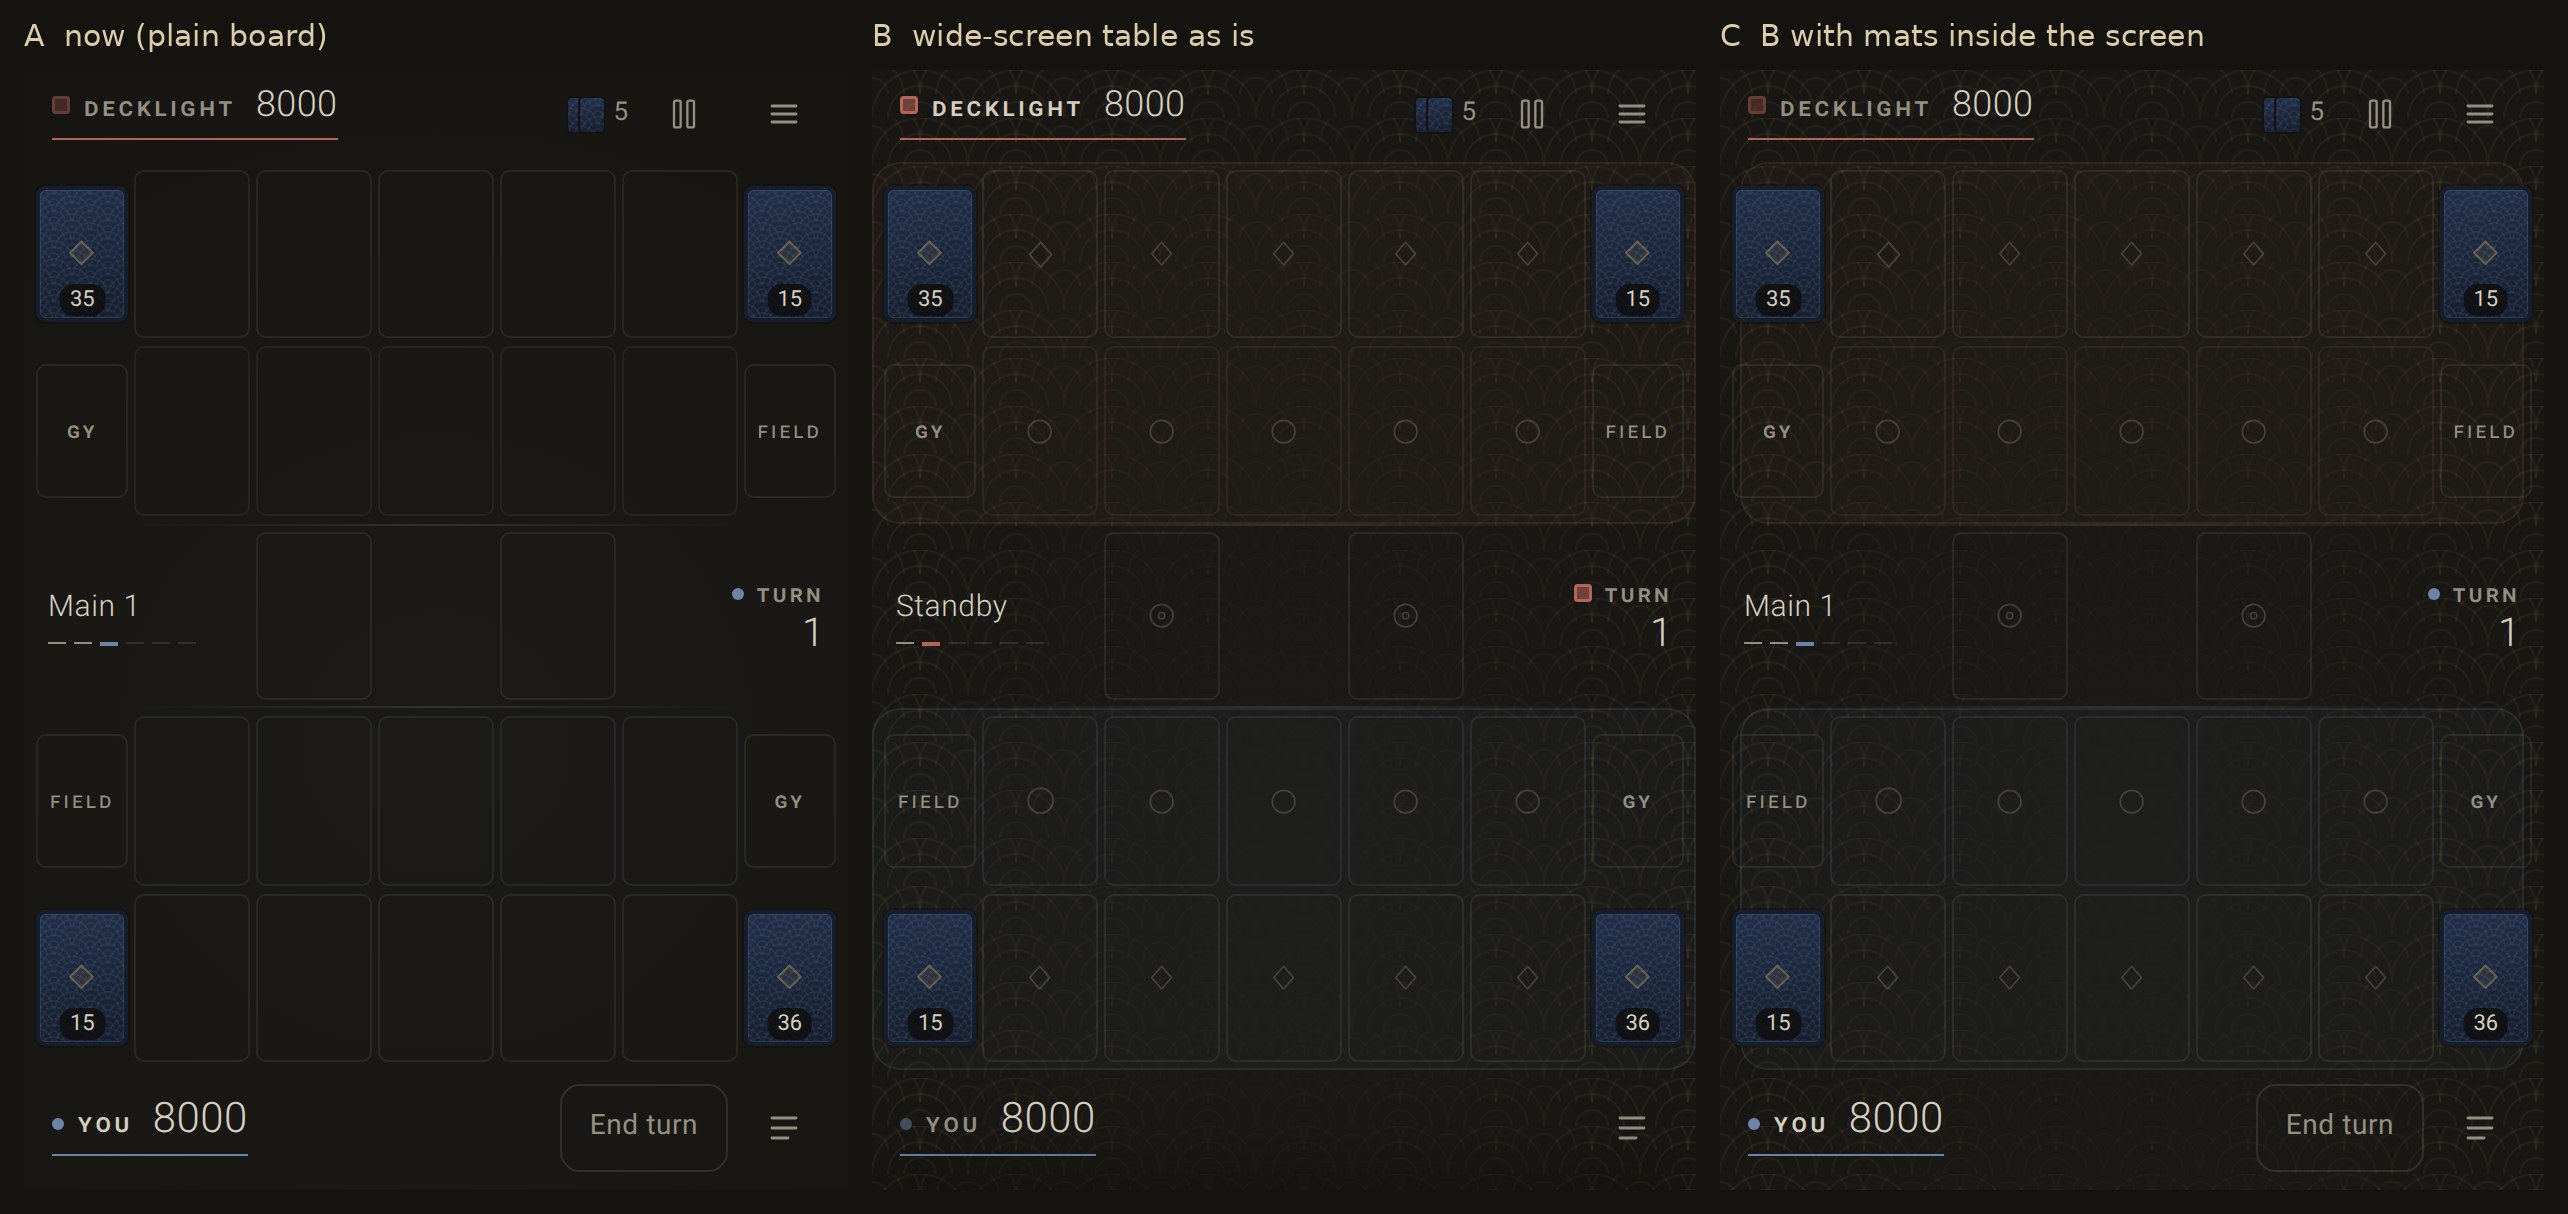 A now (plain board)
DECKLIGHT 8000 5
35 15
GY FIELD
Main 1 TURN
1
FIELD GY
15 36
YOU 8000 End turn
B wide-screen table as is
DECKLIGHT 8000 5
35 15
GY FIELD
Standby TURN
1
FIELD GY
15 36
YOU 8000
C B with mats inside the screen
DECKLIGHT 8000 5
35 15
GY FIELD
Main 1 TURN
1
FIELD GY
15 36
YOU 8000 End turn